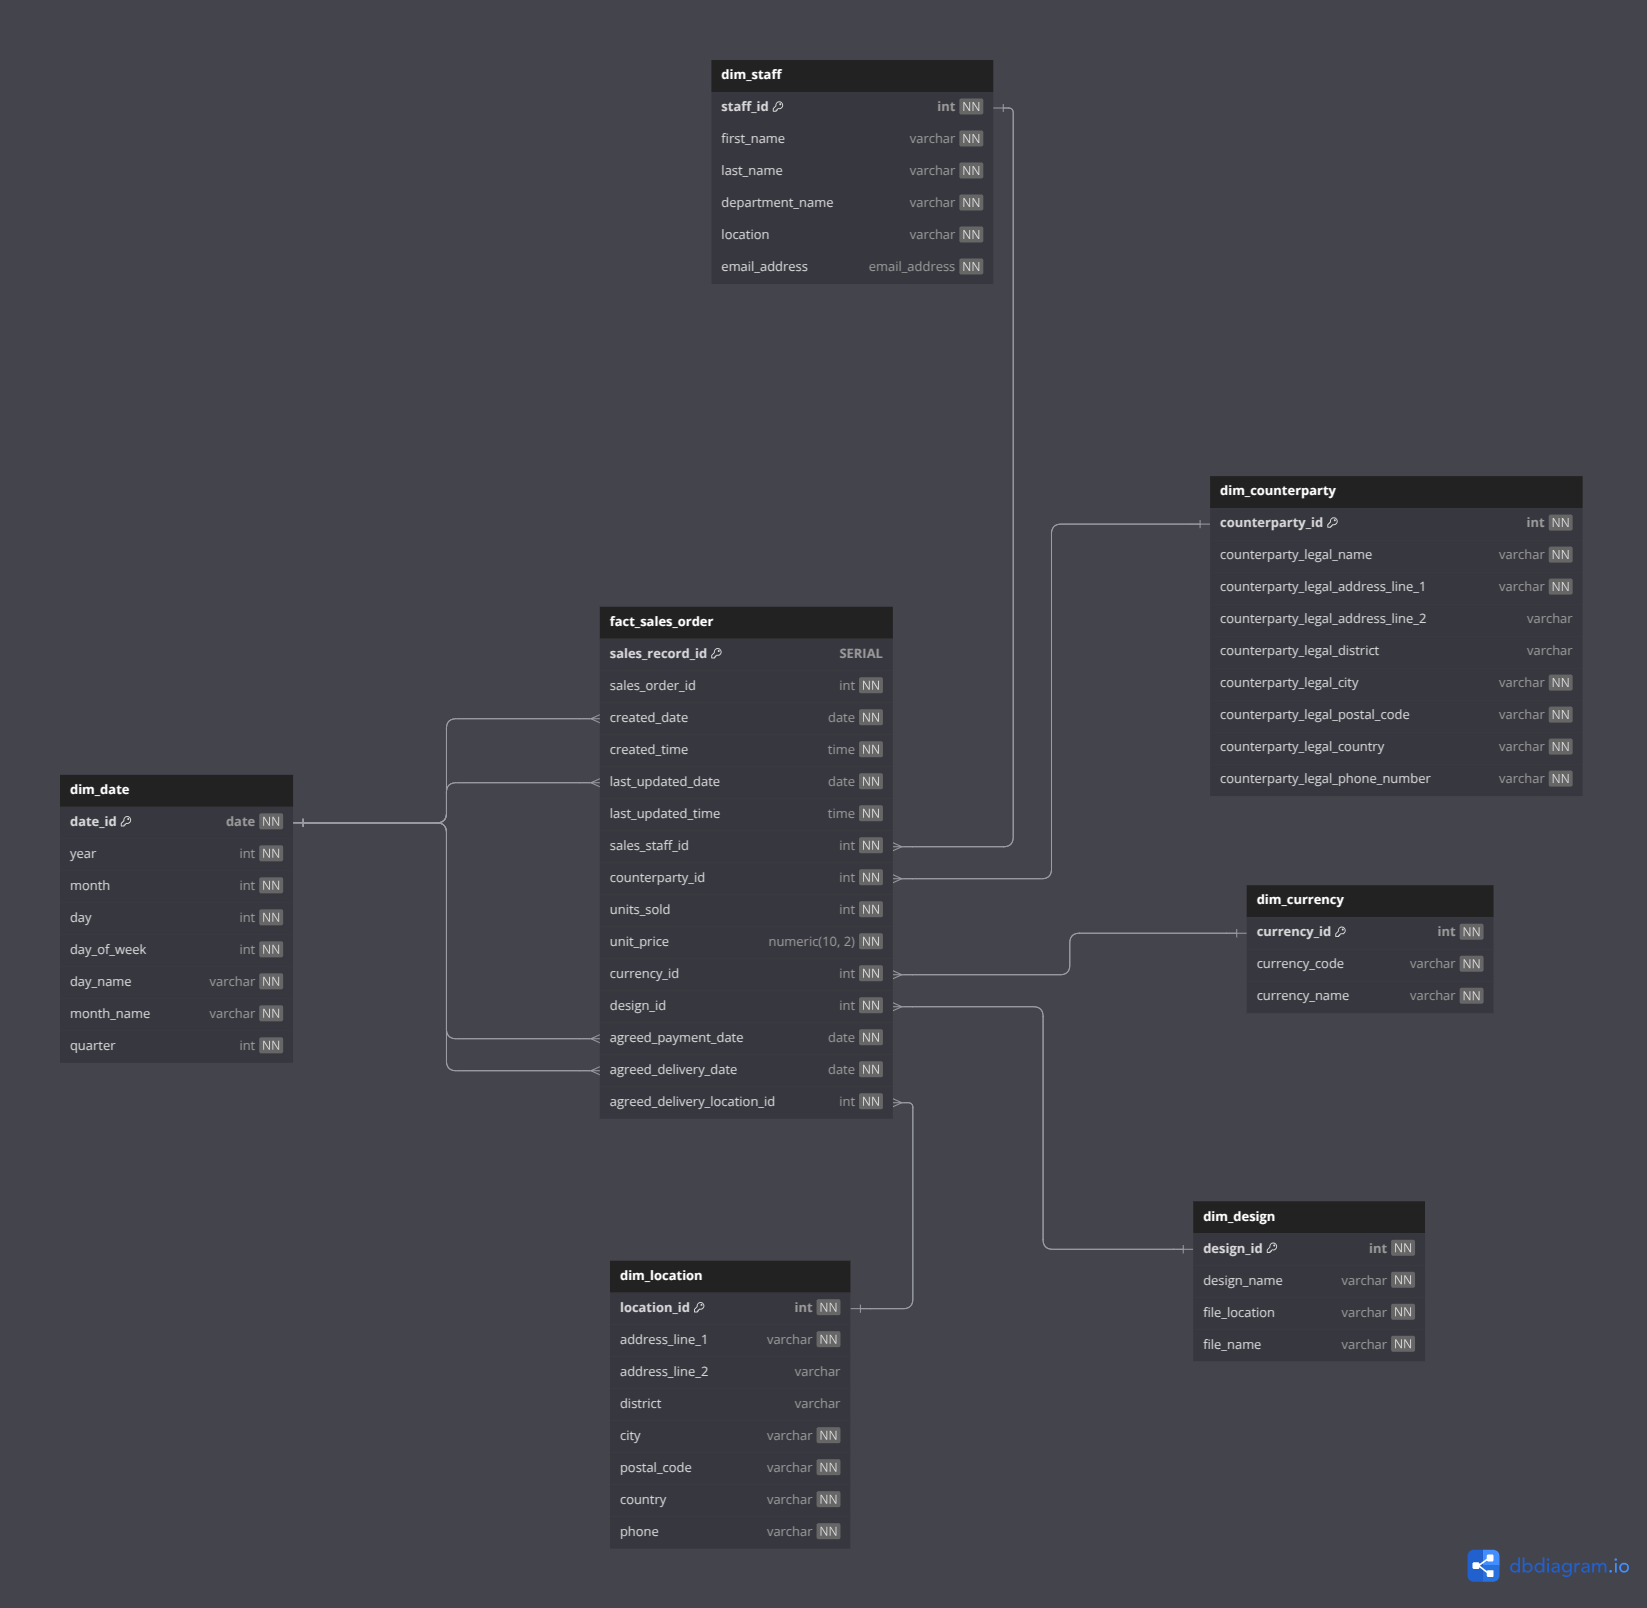 dim_staff
staff_id int NN
first_name varchar NN
last_name varchar NN
department_name varchar NN
location varchar NN
email_address email_address NN
dim_counterparty
counterparty_id int NN
counterparty_legal_name varchar NN
counterparty_legal_address_line_1 varchar NN
counterparty_legal_address_line_2 varchar
counterparty_legal_district varchar
counterparty_legal_city varchar NN
counterparty_legal_postal_code varchar NN
counterparty_legal_country varchar NN
counterparty_legal_phone_number varchar NN
fact_sales_order
sales_record_id SERIAL
sales_order_id int NN
created_date date NN
created_time time NN
last_updated_date date NN
last_updated_time time NN
sales_staff_id int NN
counterparty_id int NN
units_sold int NN
unit_price numeric(10, 2) NN
currency_id int NN
design_id int NN
agreed_payment_date date NN
agreed_delivery_date date NN
agreed_delivery_location_id int NN
dim_date
date_id date NN
year int NN
month int NN
day int NN
day_of_week int NN
day_name varchar NN
month_name varchar NN
quarter int NN
dim_currency
currency_id int NN
currency_code varchar NN
currency_name varchar NN
dim_design
design_id int NN
design_name varchar NN
file_location varchar NN
file_name varchar NN
dim_location
location_id int NN
address_line_1 varchar NN
address_line_2 varchar
district varchar
city varchar NN
postal_code varchar NN
country varchar NN
phone varchar NN
dbdiagram.io